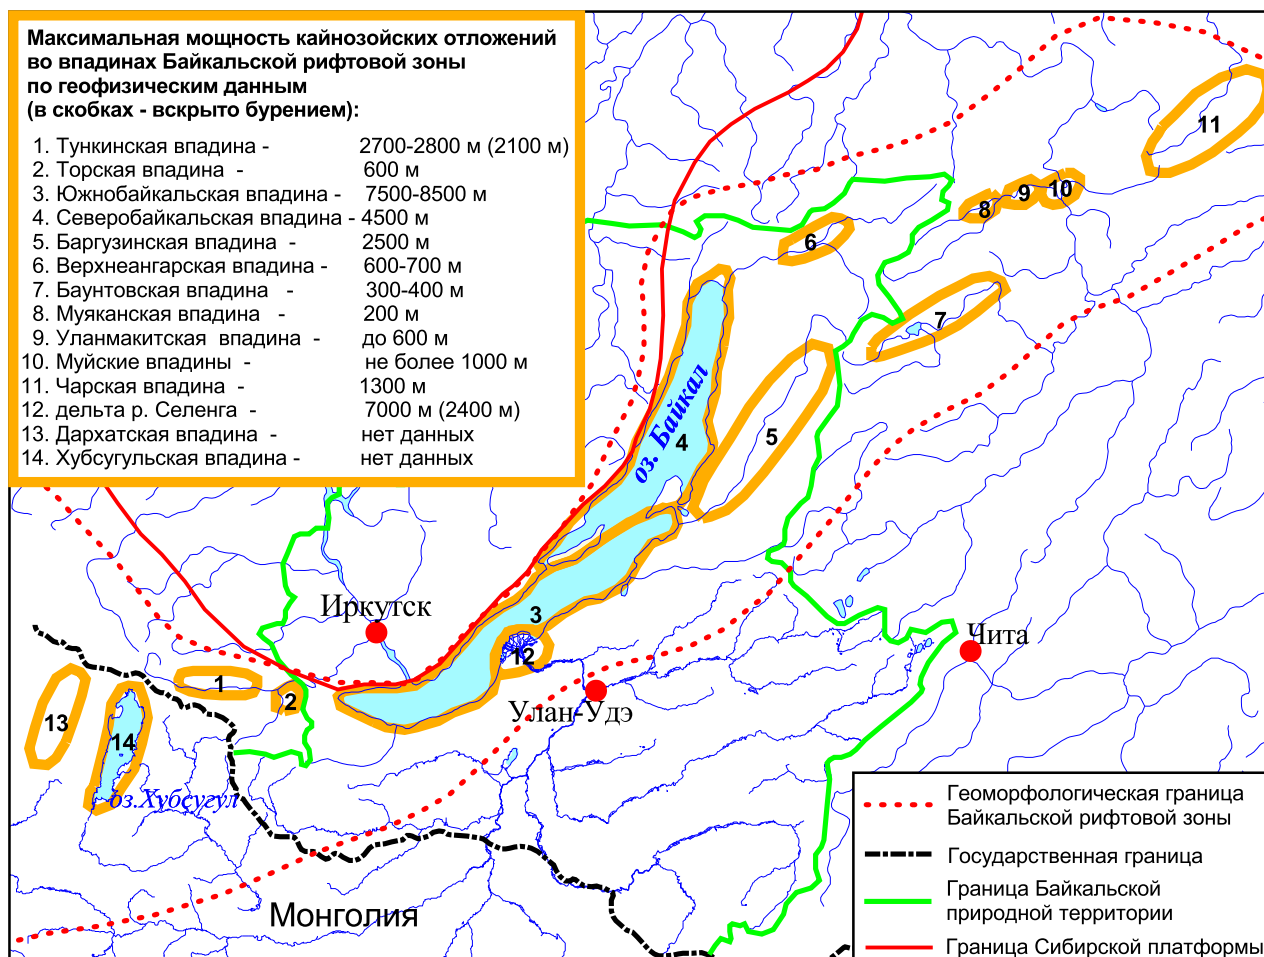 Максимальная мощность кайнозойских отложений
во впадинах Байкальской рифтовой зоны
по геофизическим данным
(в скобках - вскрыто бурением):
1. Тункинская впадина - 2700-2800 м (2100 м)
2. Торская впадина - 600 м
3. Южнобайкальская впадина - 7500-8500 м
4. Северобайкальская впадина - 4500 м
5. Баргузинская впадина - 2500 м
6. Верхнеангарская впадина - 600-700 м
7. Баунтовская впадина - 300-400 м
8. Муяканская впадина - 200 м
9. Уланмакитская впадина - до 600 м
10. Муйские впадины - не более 1000 м
11. Чарская впадина - 1300 м
12. дельта р. Селенга - 7000 м (2400 м)
13. Дархатская впадина - нет данных
14. Хубсугульская впадина - нет данных
11
10
9
8
6
7
оз. Байкал
4
5
3
Иркутск
12
Чита
1
2
Улан-Удэ
13
14
оз.Хубсугул
Монголия
Геоморфологическая граница
Байкальской рифтовой зоны
Государственная граница
Граница Байкальской
природной территории
Граница Сибирской платформы